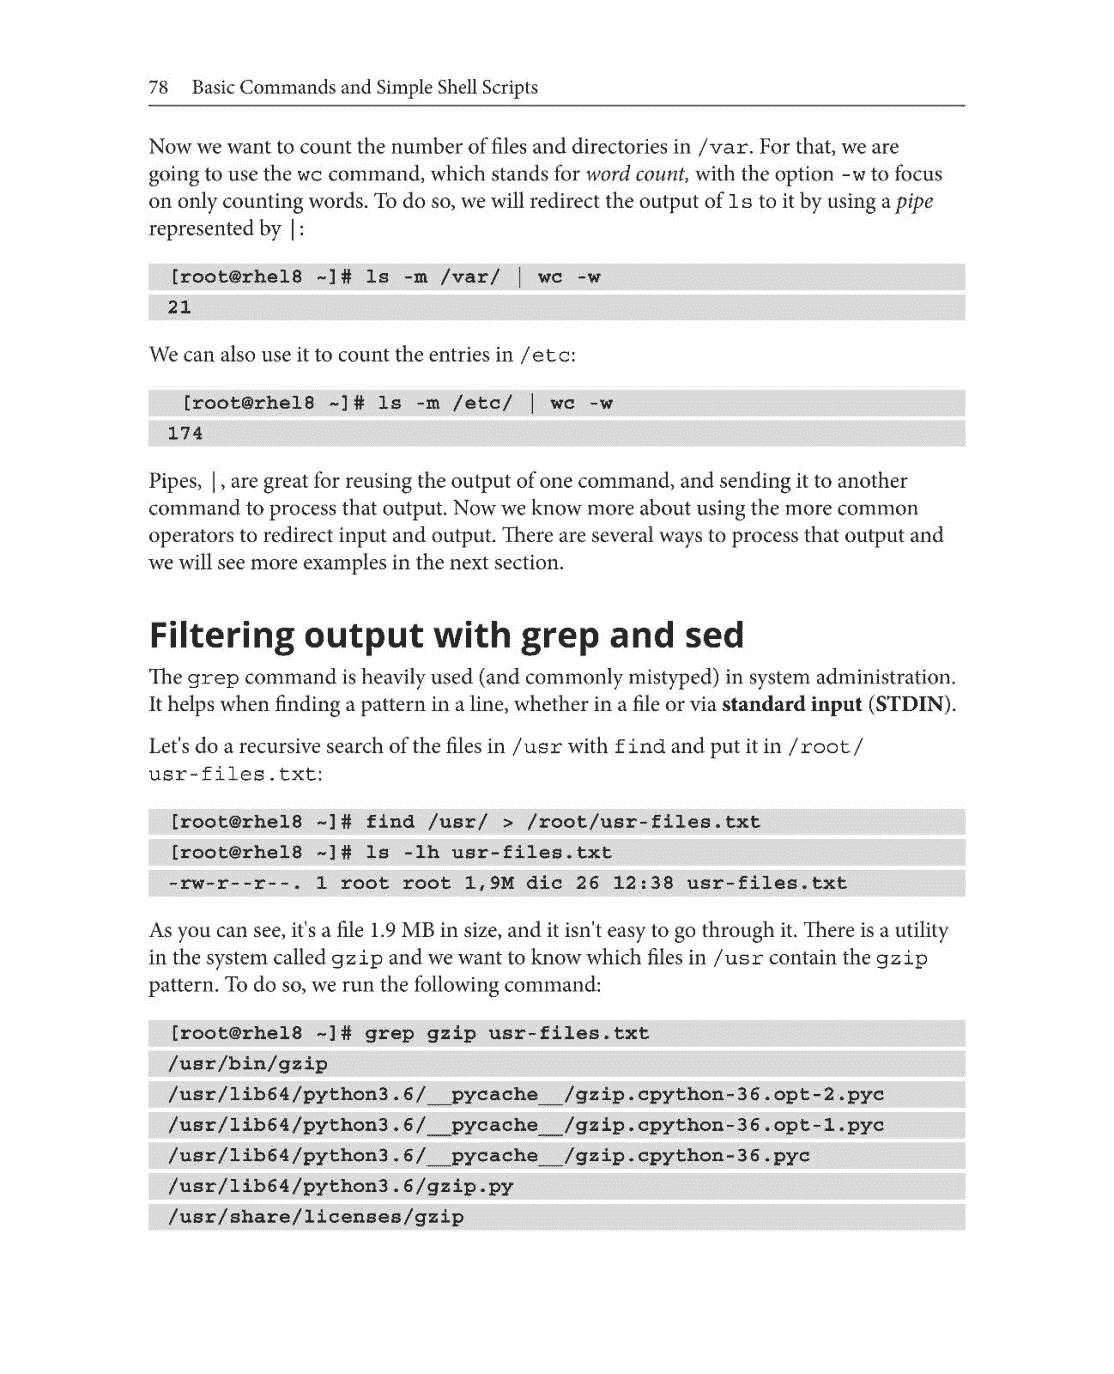 78 Basic Commands and Simple Shell Scripts
Now we want to count the number of files and directories in /var. For that, we are
going to use the wc command, which stands for word count, with the option -w to focus
on only counting words. To do so, we will redirect the output of ls to it by using a pipe
represented by |:
[root@rhel8 ~]# ls -m /var/ | wc -w
21
We can also use it to count the entries in /etc:
[root@rhel8 ~]# ls -m /etc/ | wc -w
174
Pipes, |, are great for reusing the output of one command, and sending it to another
command to process that output. Now we know more about using the more common
operators to redirect input and output. There are several ways to process that output and
we will see more examples in the next section.
Filtering output with grep and sed
The grep command is heavily used (and commonly mistyped) in system administration.
It helps when finding a pattern in a line, whether in a file or via standard input (STDIN).
Let's do a recursive search of the files in /usr with find and put it in /root/
usr-files.txt:
[root@rhel8 ~]# find /usr/ > /root/usr-files.txt
[root@rhel8 ~]# ls -lh usr-files.txt
-rw-r--r--. 1 root root 1,9M dic 26 12:38 usr-files.txt
As you can see, it's a file 1.9 MB in size, and it isn't easy to go through it. There is a utility
in the system called gzip and we want to know which files in /usr contain the gzip
pattern. To do so, we run the following command:
[root@rhel8 ~]# grep gzip usr-files.txt
/usr/bin/gzip
/usr/lib64/python3.6/__pycache__/gzip.cpython-36.opt-2.pyc
/usr/lib64/python3.6/__pycache__/gzip.cpython-36.opt-1.pyc
/usr/lib64/python3.6/__pycache__/gzip.cpython-36.pyc
/usr/lib64/python3.6/gzip.py
/usr/share/licenses/gzip